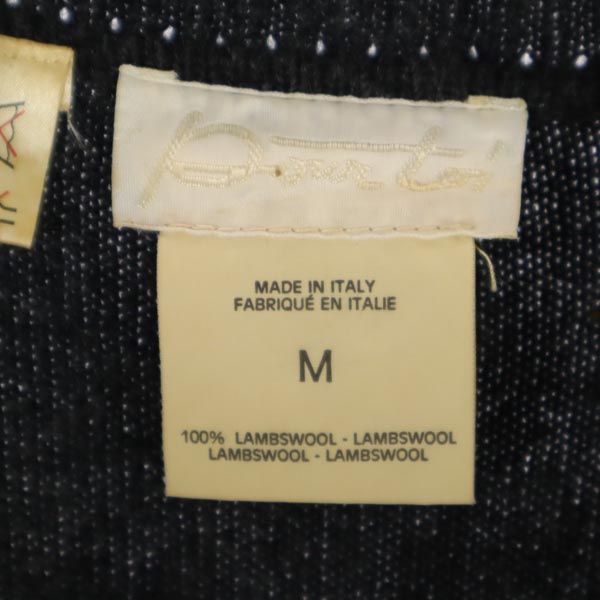 MADE IN ITALY
FABRIQUÉ EN ITALIE
M
100% LAMBSWOOL - LAMBSWOOL
LAMBSWOOL - LAMBSWOOL